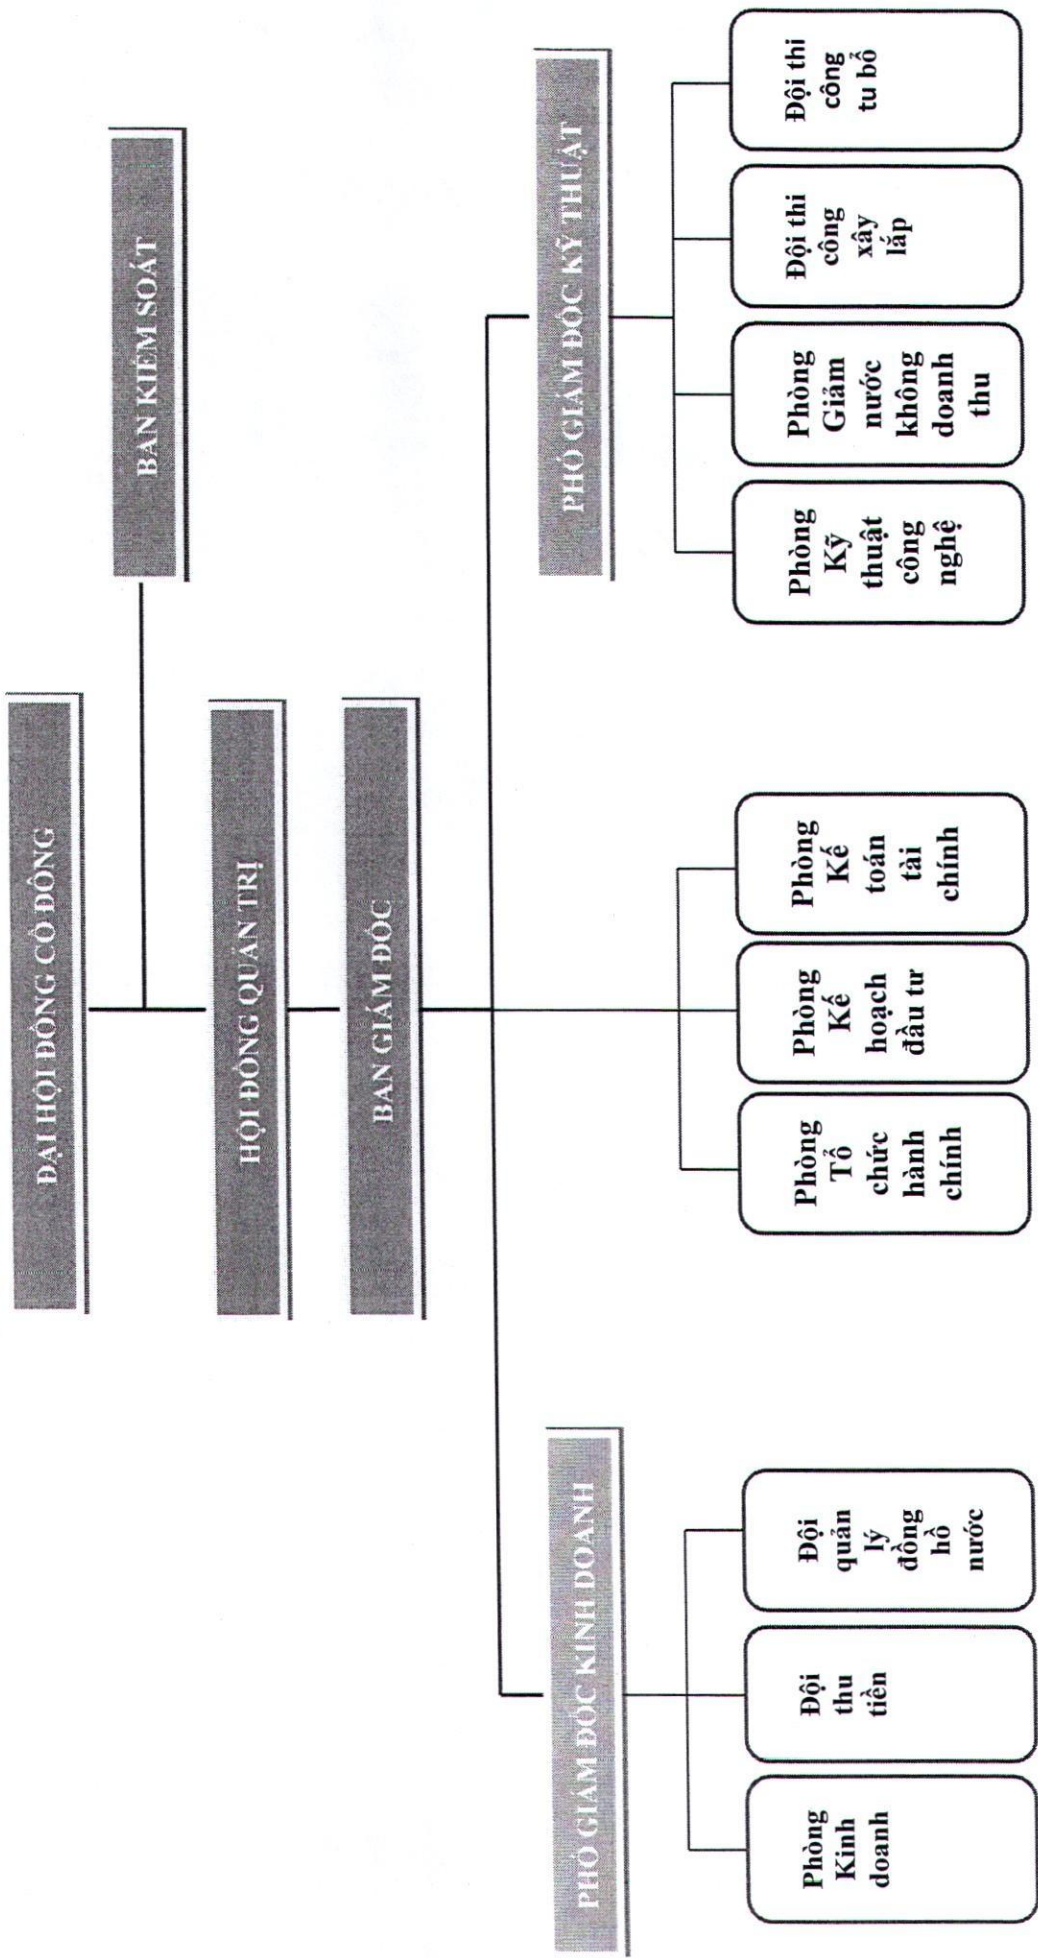 ĐẠI HỘI ĐỒNG CỔ ĐÔNG
BAN KIỂM SOÁT
HỘI ĐỒNG QUẢN TRỊ
BAN GIÁM ĐỐC
PHÓ GIÁM ĐỐC KINH DOANH
PHÓ GIÁM ĐỐC KỸ THUẬT
Phòng
Kinh
doanh
Đội
thu
tiền
Đội
quản
lý
đồng
hồ
nước
Phòng
Tổ
chức
hành
chính
Phòng
Kế
hoạch
đầu tư
Phòng
Kế
toán
tài
chính
Phòng
Kỹ
thuật
công
nghệ
Phòng
Giảm
nước
không
doanh
thu
Đội thi
công
xây
lắp
Đội thi
công
tu bổ